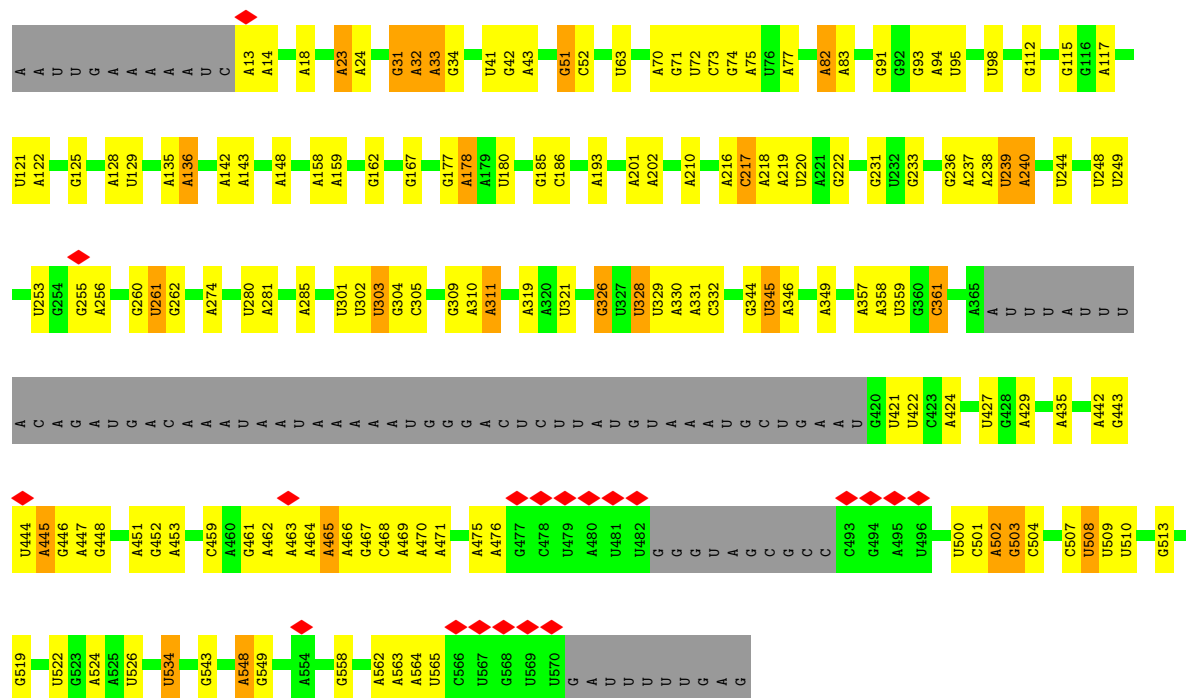 A A U U G A A A A A U C A13 A14 A18 A23 A24 G31 A32 A33 G34 U41 G42 A43 G51 C52 U63 A70 G71 U72 C73 G74 A75 U76 A77 A82 A83 G91 G92 G93 A94 U95 U98 G112 G115 G116 A117
U121 A122 G125 A128 U129 A135 A136 A142 A143 A148 A158 A159 G162 G167 G177 A178 A179 U180 G185 C186 A193 A201 A202 A210 A216 C217 A218 A219 U220 A221 G222 G231 U232 G233 G236 A237 A238 U239 A240 U244 U248 U249
U253 G254 G255 A256 G260 U261 G262 A274 U280 A281 A285 U301 U302 U303 G304 C305 G309 A310 A311 A319 A320 U321 G326 U327 U328 U329 A330 A331 C332 G344 U345 A346 A349 A357 A358 U359 G360 C361 A365 A U U U A U U U
A C A G A U G A C A A A U A A U A A A A A U G G G A C U C U U A U G U A A A U G C U G A A U G420 U421 U422 C423 A424 U427 G428 A429 A435 A442 G443
U444 A445 G446 A447 G448 A451 G452 A453 C459 A460 G461 A462 A463 A464 A465 A466 G467 C468 A469 A470 A471 A475 A476 G477 C478 U479 A480 U481 U482 G G G U A G C G C C C493 G494 A495 U496 U500 C501 A502 G503 C504 C507 U508 U509 U510 G513
G519 U522 G523 A524 A525 U526 U534 G543 A548 G549 A554 G558 A562 A563 A564 U565 C566 U567 G568 U569 U570 G A U U U U U G A G